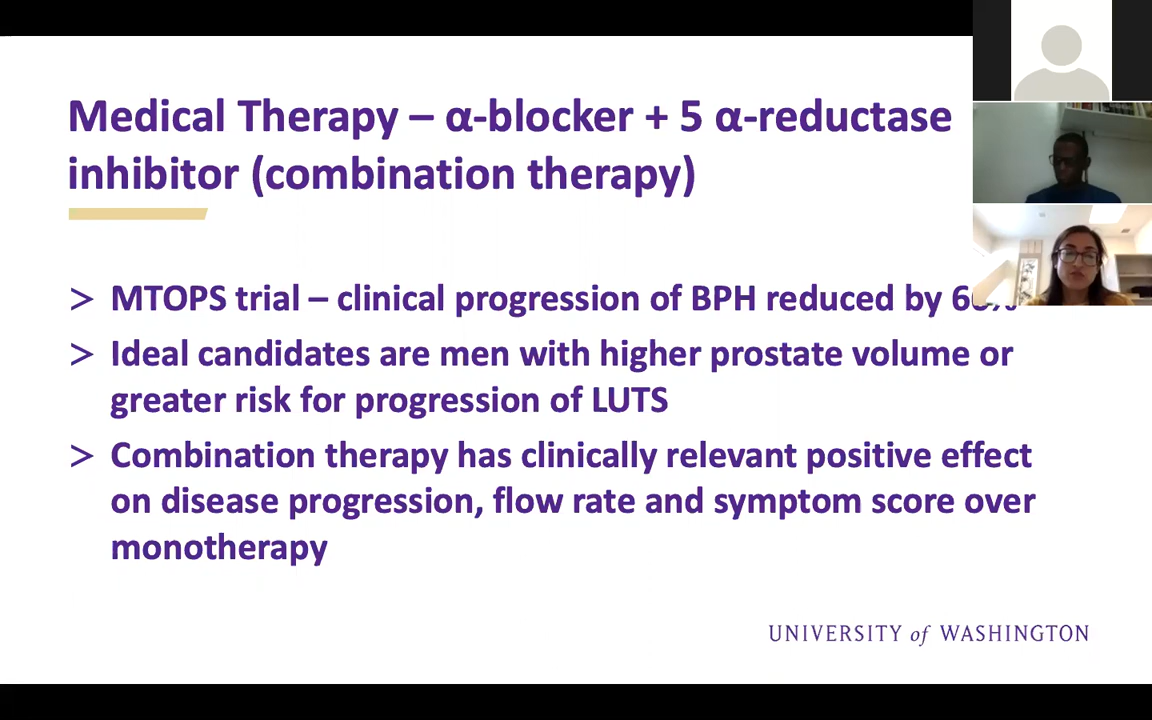 Medical Therapy – α-blocker + 5 α-reductase
inhibitor (combination therapy)
> MTOPS trial – clinical progression of BPH reduced by
> Ideal candidates are men with higher prostate volume or
greater risk for progression of LUTS
> Combination therapy has clinically relevant positive effect
on disease progression, flow rate and symptom score over
monotherapy
UNIVERSITY of WASHINGTON